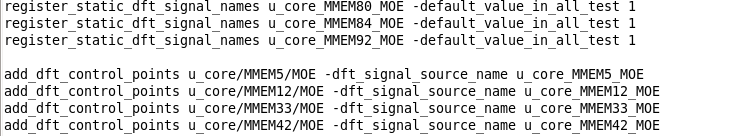 register_static_dft_signal_names u_core_MMEM80_MOE -default_value_in_all_test 1
register_static_dft_signal_names u_core_MMEM84_MOE -default_value_in_all_test 1
register_static_dft_signal_names u_core_MMEM92_MOE -default_value_in_all_test 1

add_dft_control_points u_core/MMEM5/MOE -dft_signal_source_name u_core_MMEM5_MOE
add_dft_control_points u_core/MMEM12/MOE -dft_signal_source_name u_core_MMEM12_MOE
add_dft_control_points u_core/MMEM33/MOE -dft_signal_source_name u_core_MMEM33_MOE
add_dft_control_points u_core/MMEM42/MOE -dft_signal_source_name u_core_MMEM42_MOE